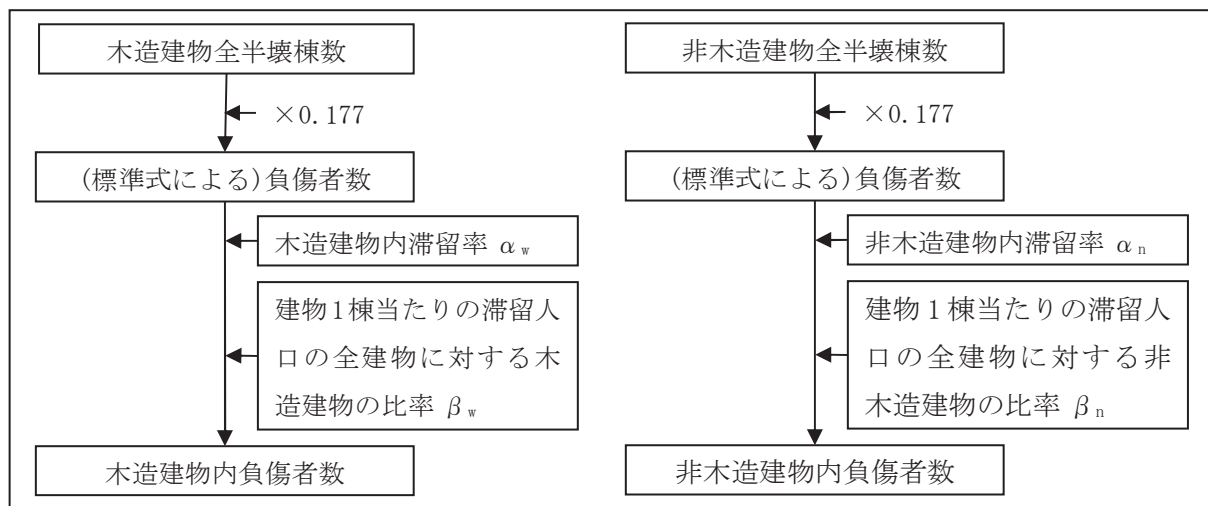 木造建物全半壊棟数
×0.177
(標準式による)負傷者数
木造建物内滞留率 αw
建物1棟当たりの滞留人
口の全建物に対する木
造建物の比率 βw
木造建物内負傷者数
非木造建物全半壊棟数
×0.177
(標準式による)負傷者数
非木造建物内滞留率 αn
建物1棟当たりの滞留人
口の全建物に対する非
木造建物の比率 βn
非木造建物内負傷者数